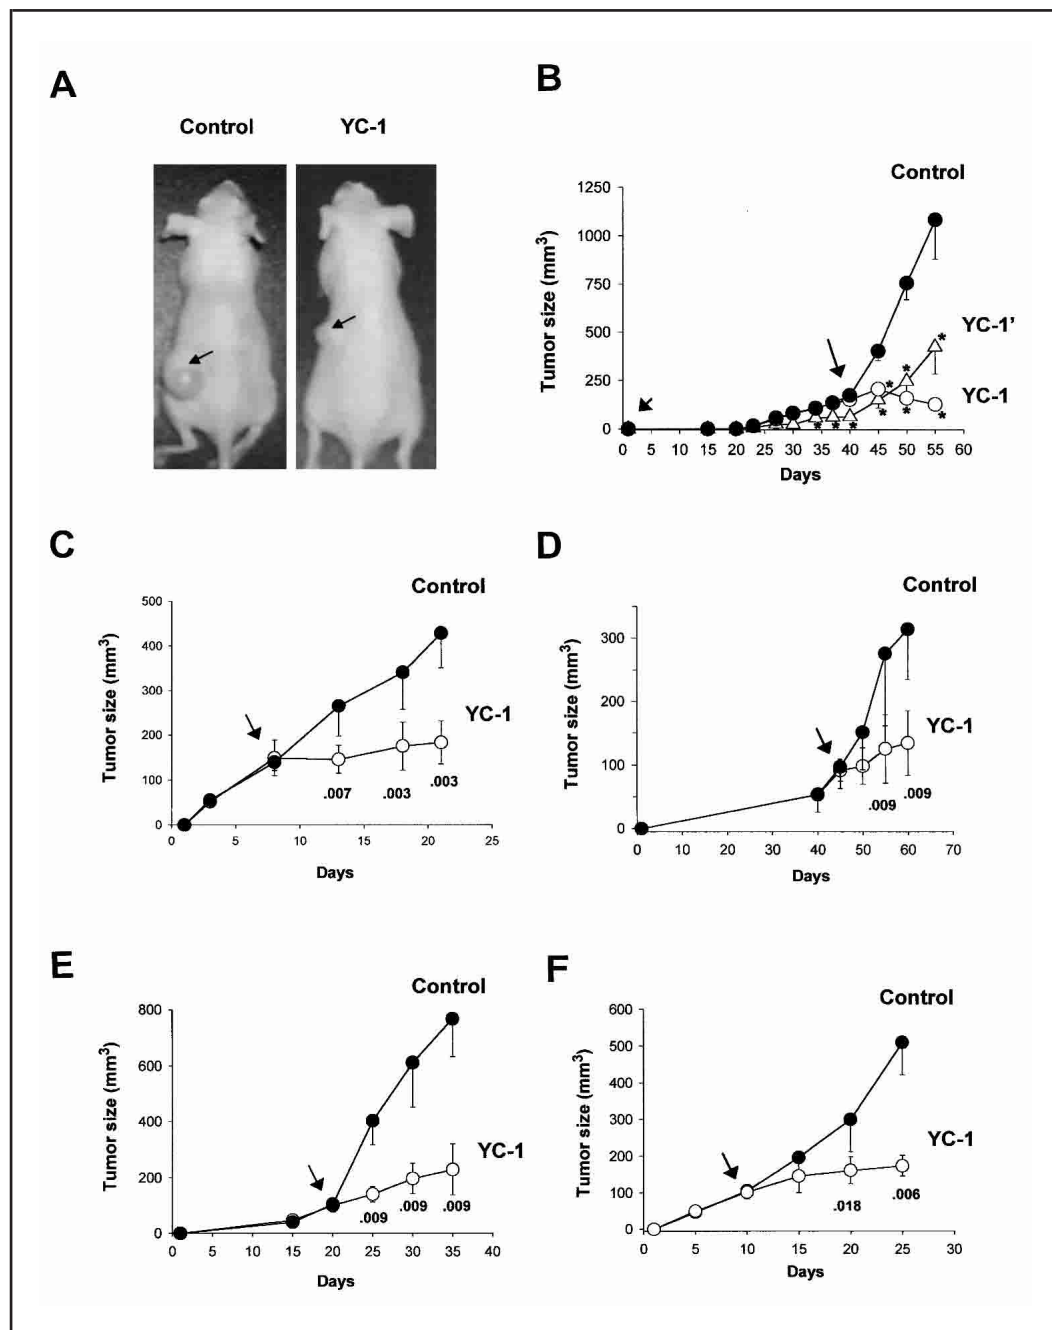 A
Control
YC-1
B
Control
Tumor size (mm³)
1250
1000
750
500
250
0
YC-1’
YC-1
* * * * * * * *
0 5 10 15 20 25 30 35 40 45 50 55 60
Days
C
Control
Tumor size (mm³)
500
400
300
200
100
0
YC-1
.007
.003
.003
0 5 10 15 20 25
Days
D
Control
Tumor size (mm³)
300
200
100
0
YC-1
.009
.009
0 10 20 30 40 50 60 70
Days
E
Control
Tumor size (mm³)
800
600
400
200
0
YC-1
.009
.009
.009
0 5 10 15 20 25 30 35 40
Days
F
Control
Tumor size (mm³)
600
500
400
300
200
100
0
YC-1
.018
.006
0 5 10 15 20 25 30
Days